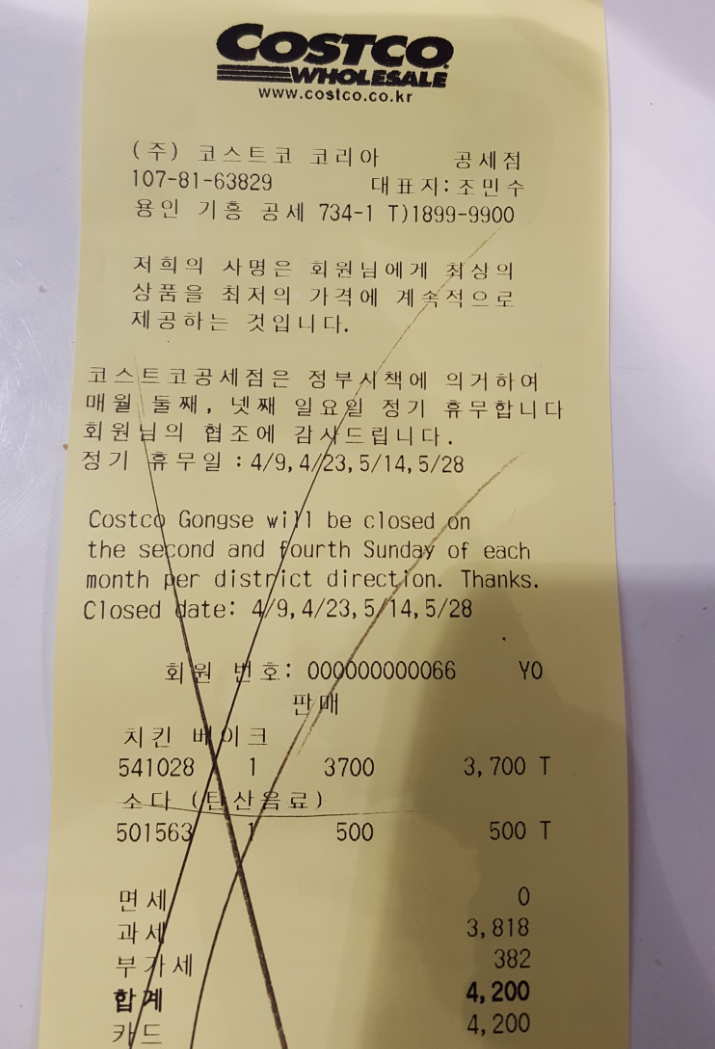 COSTCO
WHOLESALE
www.costco.co.kr
(주) 코스트코 코리아 공세점
107-81-63829 대표자:조민수
용인 기흥 공세 734-1 T)1899-9900
저희의 사명은 회원님에게 최상의
상품을 최저의 가격에 계속적으로
제공하는 것입니다.
코스트코공세점은 정부시책에 의거하여
매월 둘째, 넷째 일요일 정기 휴무합니다
회원님의 협조에 감사드립니다.
정기 휴무일 :4/9,4/23,5/14,5/28
Costco Gongse will be closed on
the second and fourth Sunday of each
month per district direction. Thanks.
Closed date: 4/9,4/23,5/14,5/28
회원 번호: 000000000066 YO
판매
치킨 베이크
541028 1 3700 3,700 T
소다 (탄산음료)
501563 1 500 500 T
면세 0
과세 3,818
부가세 382
합계 4,200
카드 4,200